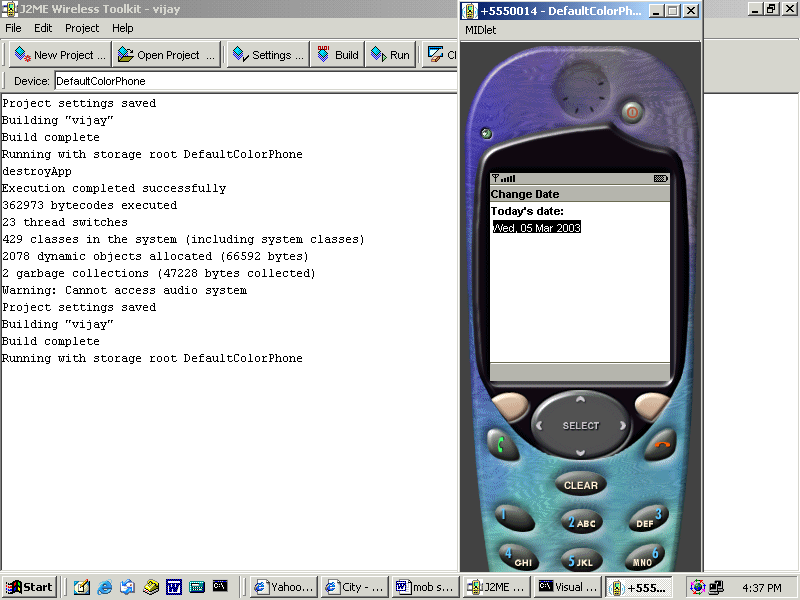 J2ME Wireless Toolkit - vijay
File Edit Project Help
New Project ... Open Project ... Settings ... Build Run Cl
Device: DefaultColorPhone
Project settings saved
Building "vijay"
Build complete
Running with storage root DefaultColorPhone
destroyApp
Execution completed successfully
362973 bytecodes executed
23 thread switches
429 classes in the system (including system classes)
2078 dynamic objects allocated (66592 bytes)
2 garbage collections (47228 bytes collected)
Warning: Cannot access audio system
Project settings saved
Building "vijay"
Build complete
Running with storage root DefaultColorPhone
+5550014 - DefaultColorPh...
MIDlet
Change Date
Today's date:
Wed, 05 Mar 2003
SELECT
CLEAR
1 2 ABC DEF 3
4 GHI 5 JKL MNO 6
Start Yahoo... City - ... mob s... J2ME ... Visual ... +555... 4:37 PM